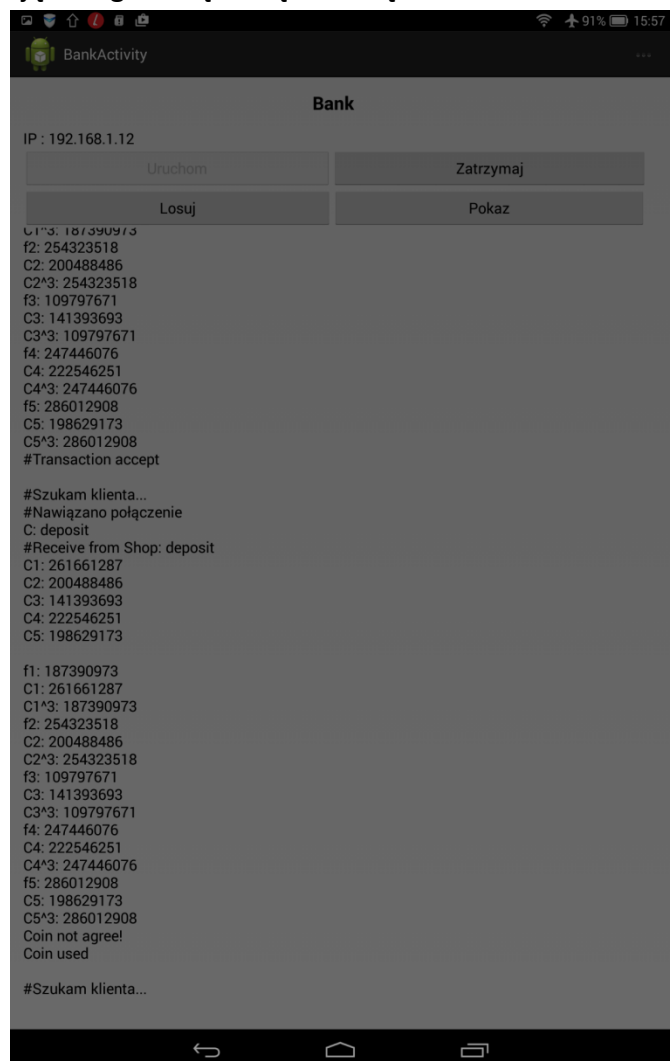 91% 15:57
BankActivity
Bank
IP : 192.168.1.12
Uruchom Zatrzymaj
Losuj Pokaz
C1^3: 187390973
f2: 254323518
C2: 200488486
C2^3: 254323518
f3: 109797671
C3: 141393693
C3^3: 109797671
f4: 247446076
C4: 222546251
C4^3: 247446076
f5: 286012908
C5: 198629173
C5^3: 286012908
#Transaction accept
#Szukam klienta...
#Nawiązano połączenie
C: deposit
#Receive from Shop: deposit
C1: 261661287
C2: 200488486
C3: 141393693
C4: 222546251
C5: 198629173
f1: 187390973
C1: 261661287
C1^3: 187390973
f2: 254323518
C2: 200488486
C2^3: 254323518
f3: 109797671
C3: 141393693
C3^3: 109797671
f4: 247446076
C4: 222546251
C4^3: 247446076
f5: 286012908
C5: 198629173
C5^3: 286012908
Coin not agree!
Coin used
#Szukam klienta...